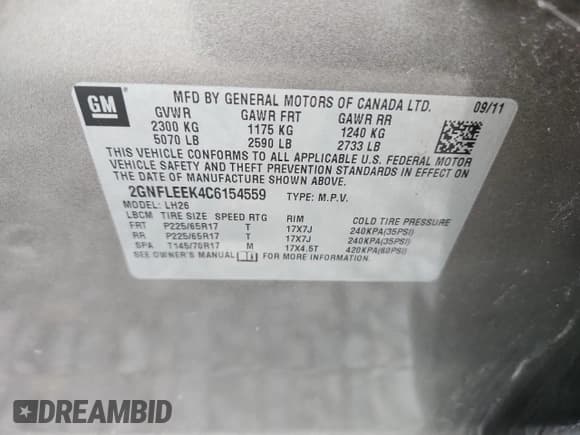 GM
MFD BY GENERAL MOTORS OF CANADA LTD. 09/11
GVWR GAWR FRT GAWR RR
2300 KG 1175 KG 1240 KG
5070 LB 2590 LB 2733 LB
THIS VEHICLE CONFORMS TO ALL APPLICABLE U.S. FEDERAL MOTOR
VEHICLE SAFETY AND THEFT PREVENTION STANDARDS IN EFFECT ON
THE DATE OF MANUFACTURE SHOWN ABOVE.
2GNFLEEK4C6154559 TYPE: M.P.V.
MODEL: LH26
LBCM TIRE SIZE SPEED RTG RIM COLD TIRE PRESSURE
FRT P225/65R17 T 17X7J 240KPA(35PSI)
RR P225/65R17 T 17X7J 240KPA(35PSI)
SPA T145/70R17 M 17X4.5T 420KPA(60PSI)
SEE OWNER'S MANUAL FOR MORE INFORMATION.
DREAMBID